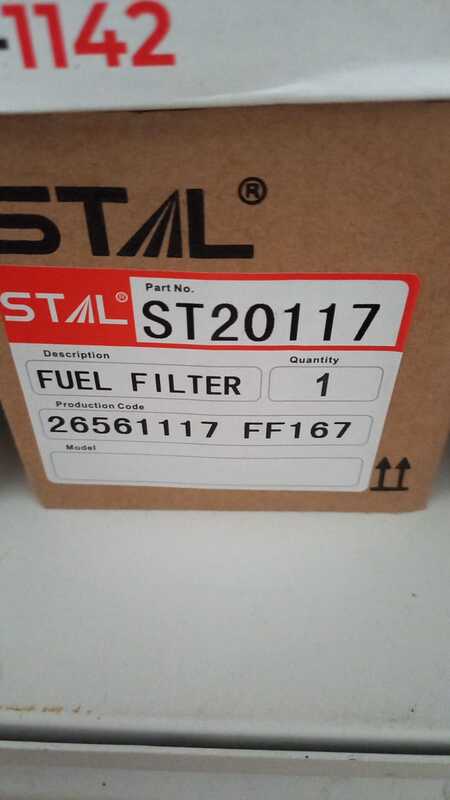 -1142
STAL®
Part No.
STAL® ST20117
Description Quantity
FUEL FILTER 1
Production Code
26561117 FF167
Model